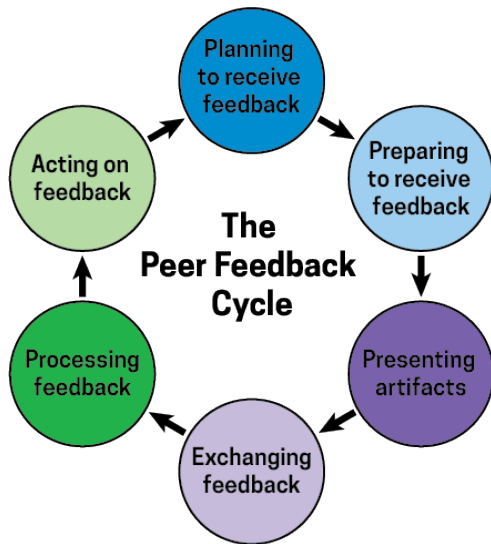 Planning
to receive
feedback
Preparing
to receive
feedback
Presenting
artifacts
Exchanging
feedback
Processing
feedback
Acting on
feedback
The
Peer Feedback
Cycle